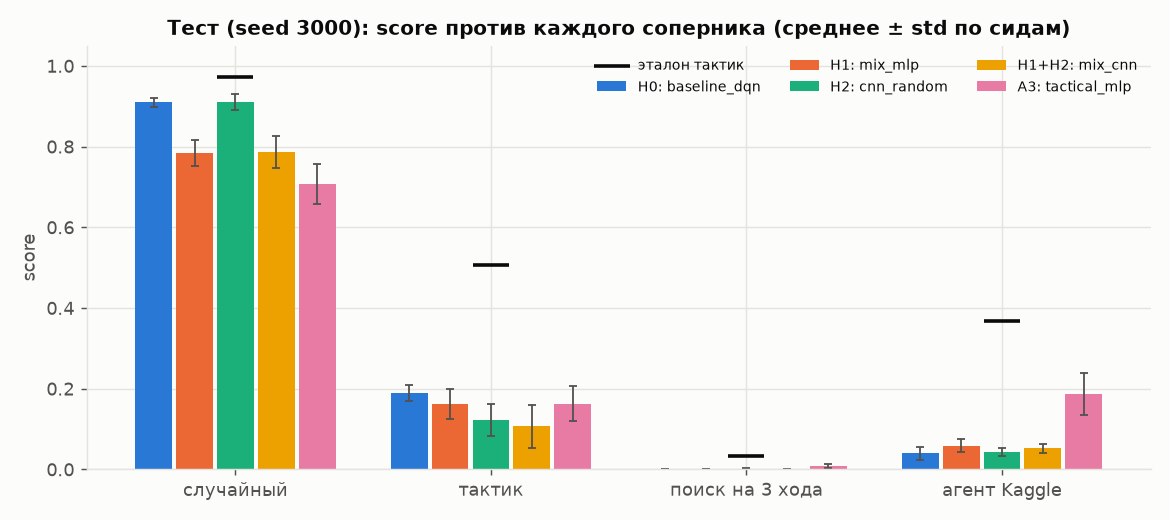 Тест (seed 3000): score против каждого соперника (среднее ± std по сидам)
эталон тактик
H0: baseline_dqn
H1: mix_mlp
H2: cnn_random
H1+H2: mix_cnn
A3: tactical_mlp
score
1.0
0.8
0.6
0.4
0.2
0.0
случайный
тактик
поиск на 3 хода
агент Kaggle